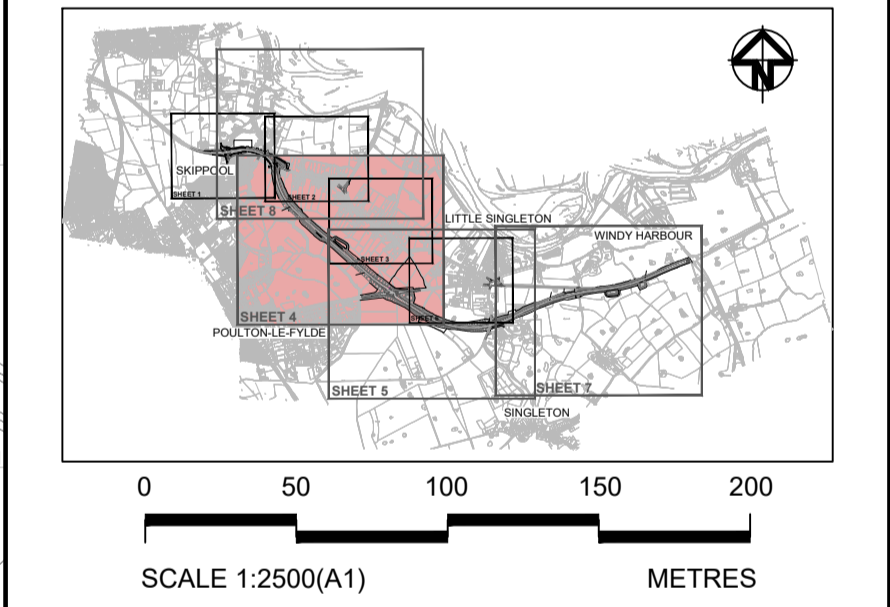 N
SKIPPOOL
SHEET 1
SHEET 2
SHEET 8
LITTLE SINGLETON
WINDY HARBOUR
SHEET 3
SHEET 4
POULTON-LE-FYLDE
SHEET 5
SHEET 7
SINGLETON
0 50 100 150 200
SCALE 1:2500(A1) METRES